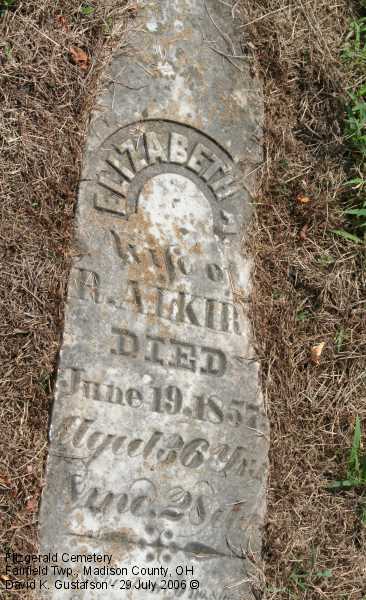 ELIZABETH
Wife of
R. ALKIR
DIED
June 19, 1857
Aged 36 Yrs
Fitzgerald Cemetery
Fairfield Twp., Madison County, OH
David K. Gustafson - 29 July 2006 ©